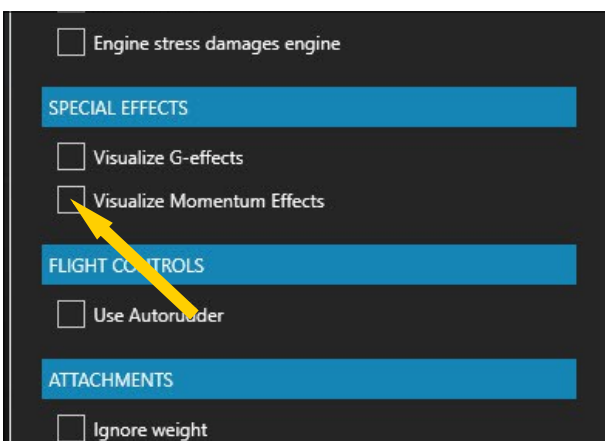 Engine stress damages engine
SPECIAL EFFECTS
Visualize G-effects
Visualize Momentum Effects
FLIGHT CONTROLS
Use Autorudder
ATTACHMENTS
Ignore weight